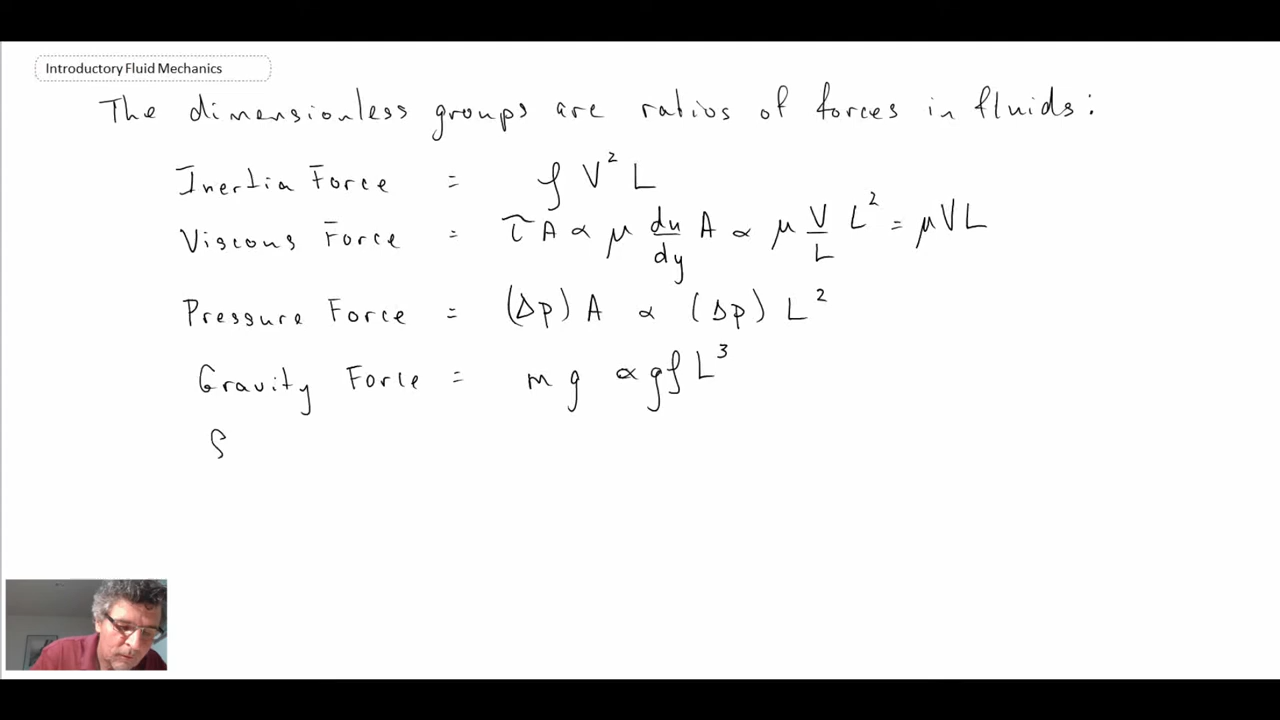 Introductory Fluid Mechanics
The dimensionless groups are ratios of forces in fluids:
Inertia Force = ρ V² L
Viscous Force = τ A ∝ μ du/dy A ∝ μ V/L L² = μ V L
Pressure Force = (Δp) A ∝ (Δp) L²
Gravity Force = m g ∝ g ρ L³
S